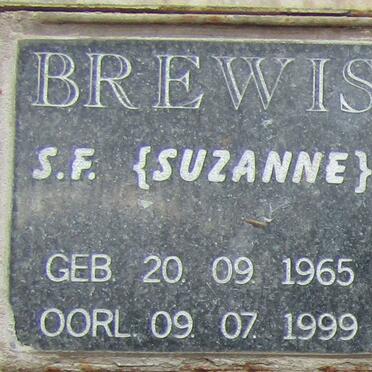 BREWIS
S.F. {SUZANNE}
GEB. 20. 09. 1965
OORL. 09. 07. 1999